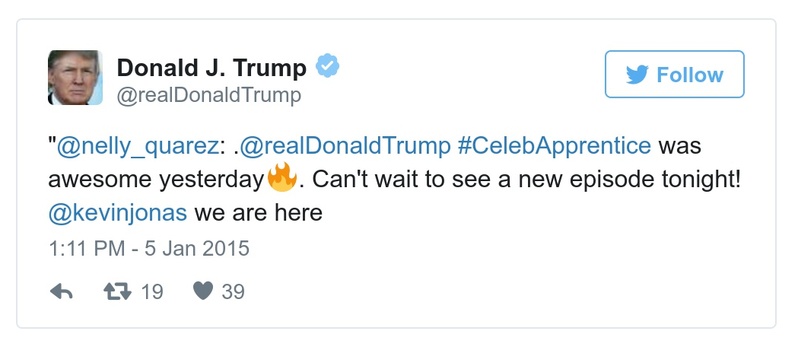 Donald J. Trump
@realDonaldTrump
Follow
"@nelly_quarez: .@realDonaldTrump #CelebApprentice was
awesome yesterday🔥. Can't wait to see a new episode tonight!
@kevinjonas we are here
1:11 PM - 5 Jan 2015
19 39